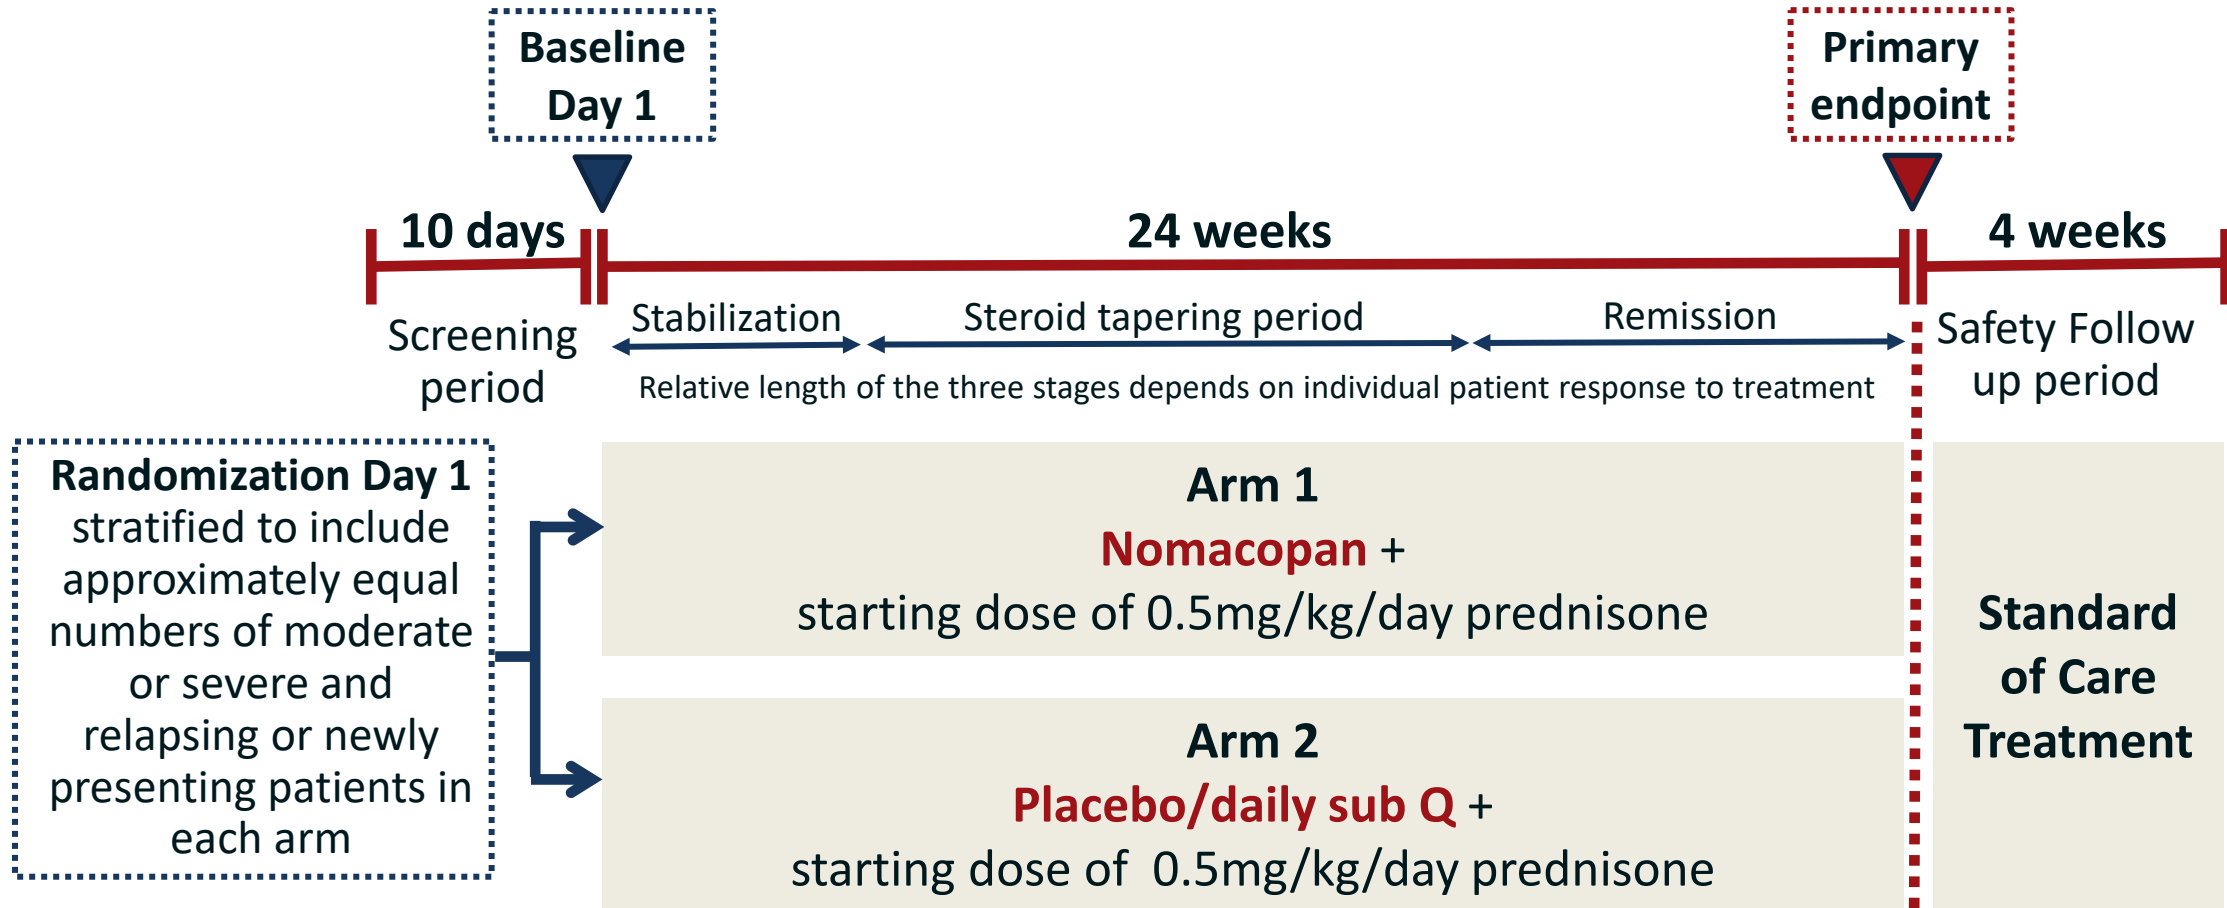 Baseline
Day 1
Primary
endpoint
10 days
24 weeks
4 weeks
Screening
period
Stabilization
Steroid tapering period
Remission
Relative length of the three stages depends on individual patient response to treatment
Safety Follow
up period
Randomization Day 1
stratified to include
approximately equal
numbers of moderate
or severe and
relapsing or newly
presenting patients in
each arm
Arm 1
Nomacopan +
starting dose of 0.5mg/kg/day prednisone
Arm 2
Placebo/daily sub Q +
starting dose of 0.5mg/kg/day prednisone
Standard
of Care
Treatment